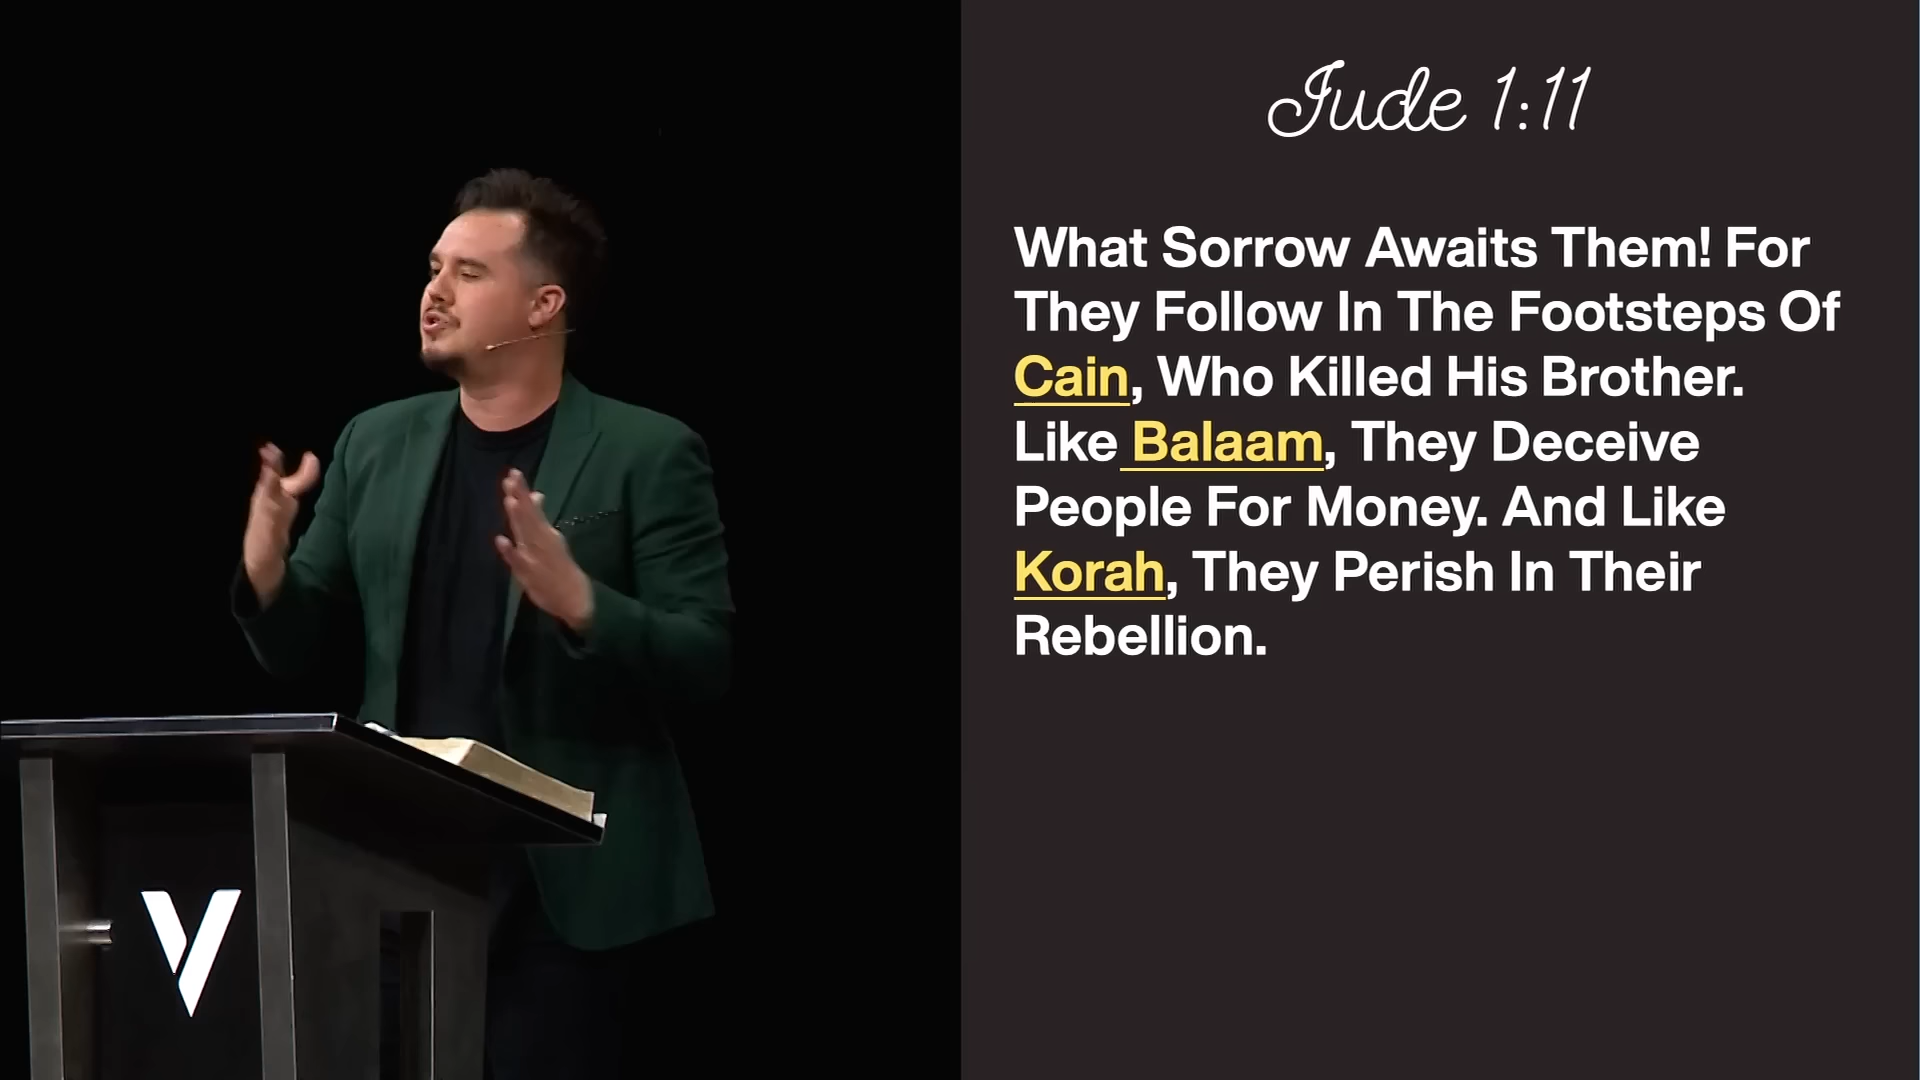 Jude 1:11
What Sorrow Awaits Them! For
They Follow In The Footsteps Of
Cain, Who Killed His Brother.
Like Balaam, They Deceive
People For Money. And Like
Korah, They Perish In Their
Rebellion.
V